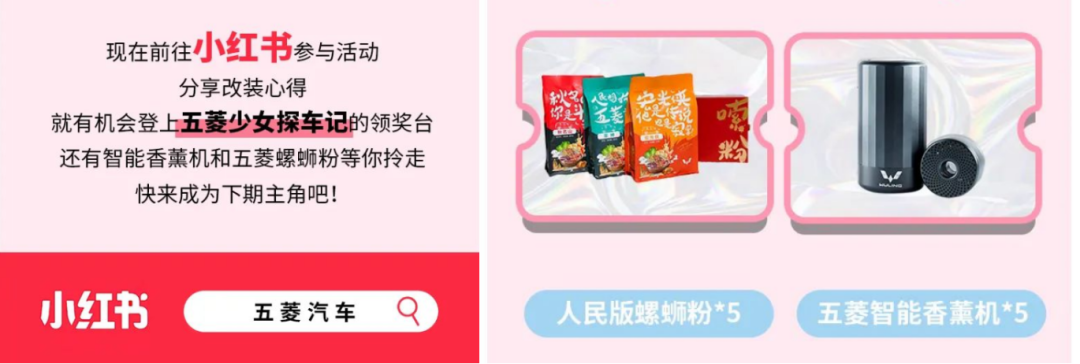 现在前往小红书参与活动
分享改装心得
就有机会登上五菱少女探车记的领奖台
还有智能香薰机和五菱螺蛳粉等你拎走
快来成为下期主角吧！
小红书
五菱汽车
嗍粉
WULING
人民版螺蛳粉*5
五菱智能香薰机*5